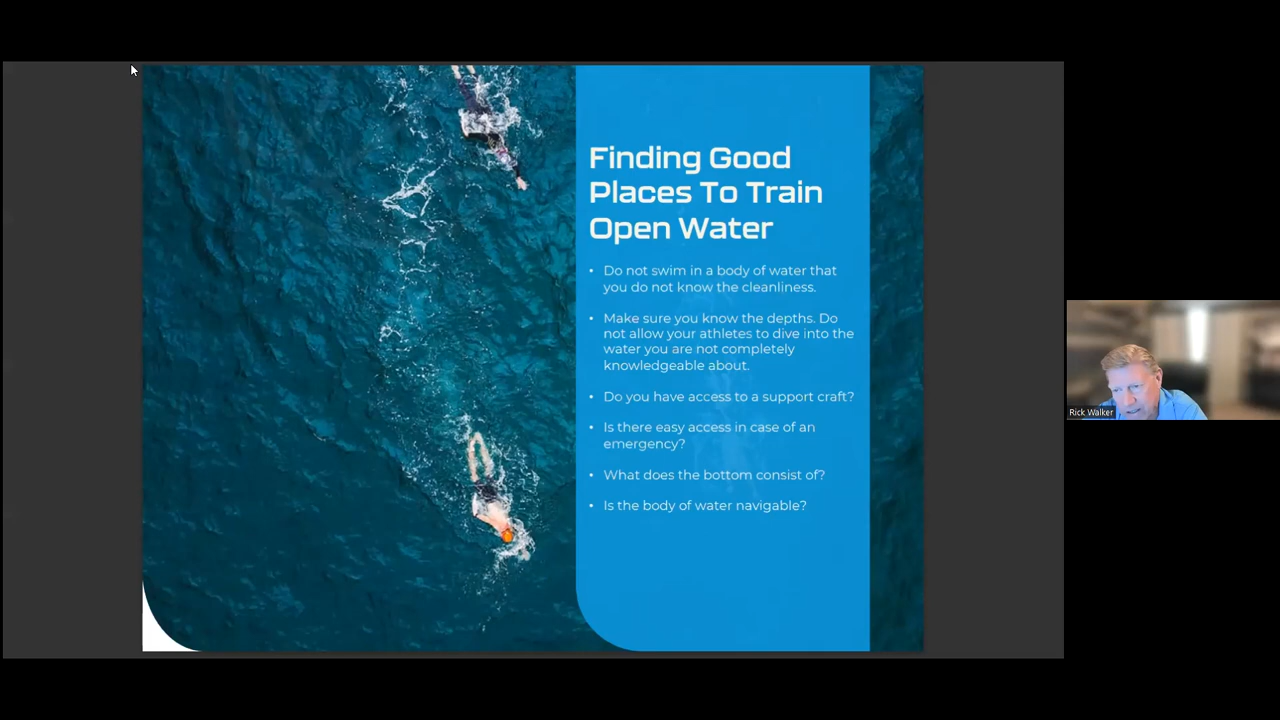 Finding Good
Places To Train
Open Water
• Do not swim in a body of water that
you do not know the cleanliness.
• Make sure you know the depths. Do
not allow your athletes to dive into the
water you are not completely
knowledgeable about.
• Do you have access to a support craft?
• Is there easy access in case of an
emergency?
• What does the bottom consist of?
• Is the body of water navigable?
Rick Walker